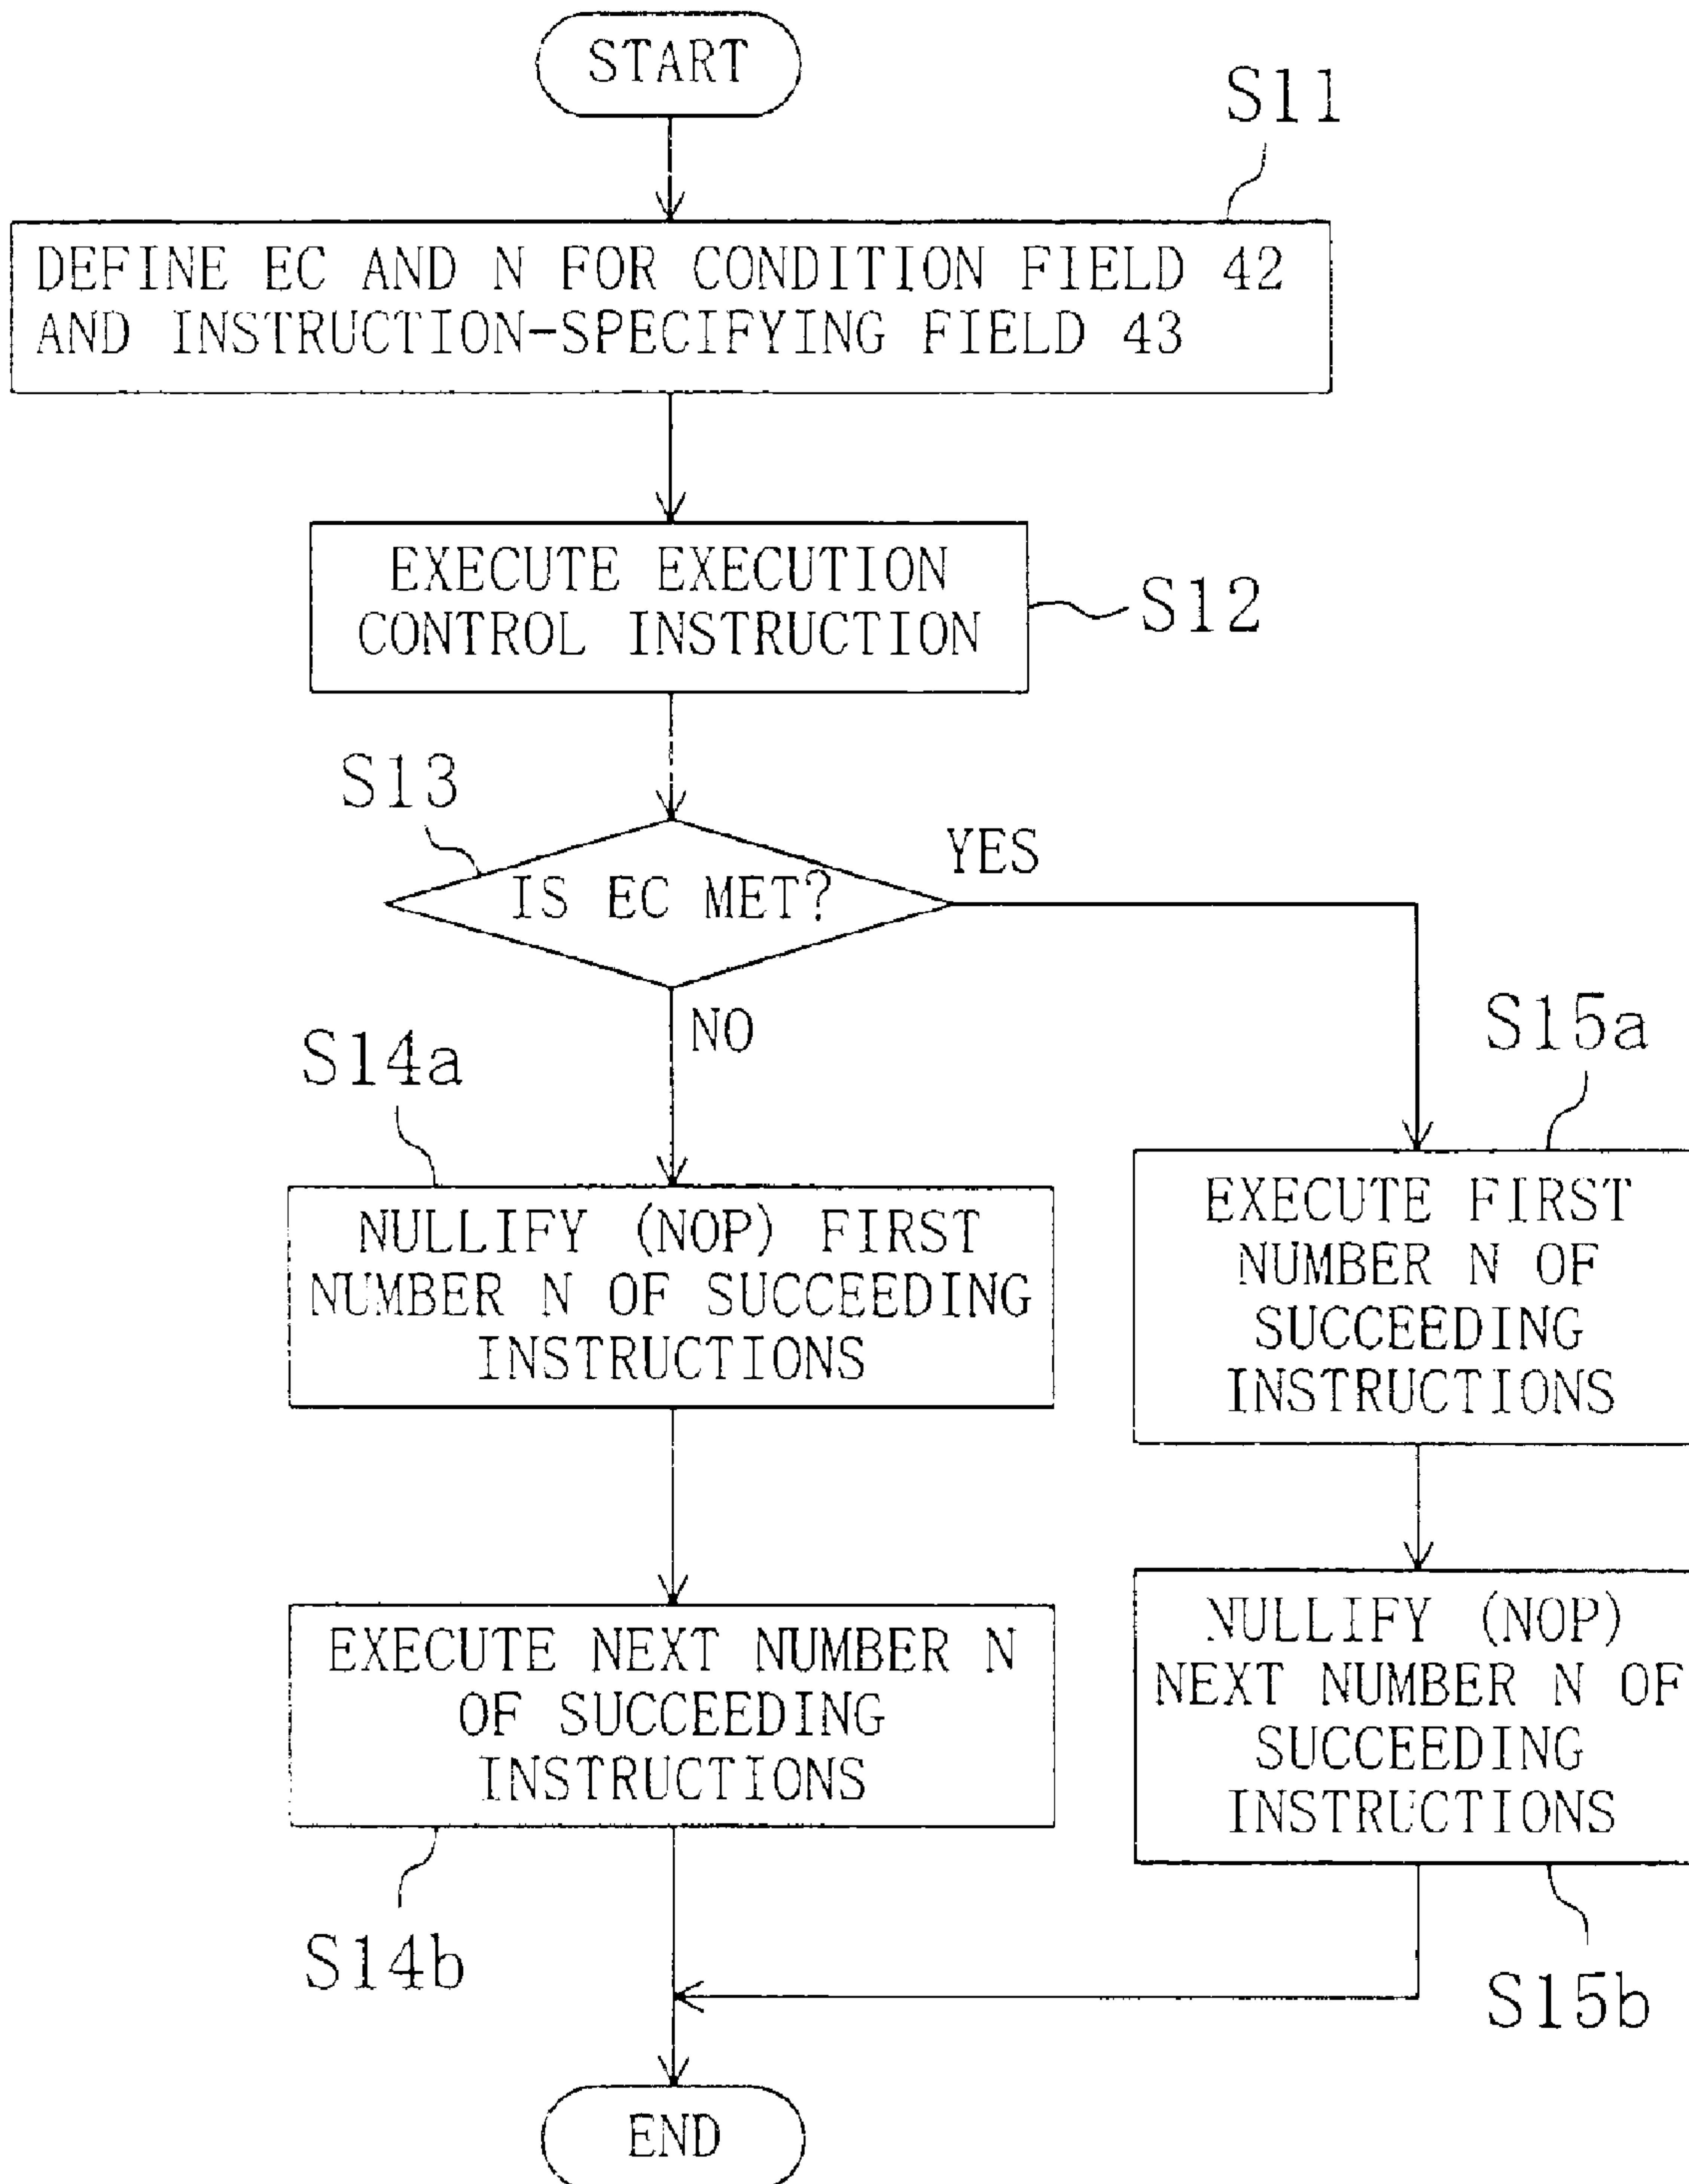 START
S11
DEFINE EC AND N FOR CONDITION FIELD 42
AND INSTRUCTION-SPECIFYING FIELD 43
EXECUTE EXECUTION
CONTROL INSTRUCTION
S12
S13
IS EC MET?
YES
NO
S14a
NULLIFY (NOP) FIRST
NUMBER N OF SUCCEEDING
INSTRUCTIONS
EXECUTE NEXT NUMBER N
OF SUCCEEDING
INSTRUCTIONS
S14b
S15a
EXECUTE FIRST
NUMBER N OF
SUCCEEDING
INSTRUCTIONS
NULLIFY (NOP)
NEXT NUMBER N OF
SUCCEEDING
INSTRUCTIONS
S15b
END